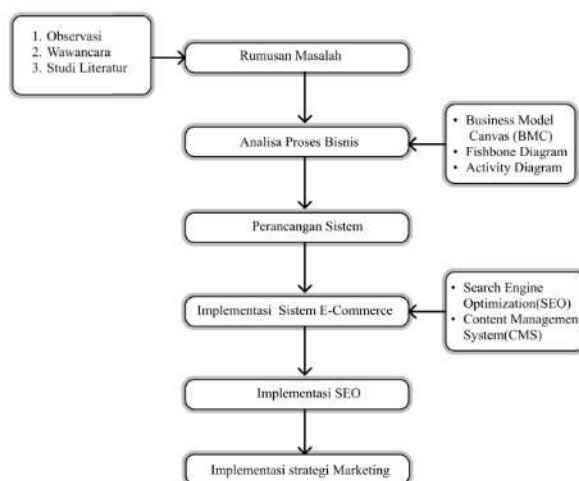 1. Observasi
2. Wawancara
3. Studi Literatur
Rumusan Masalah
Analisa Proses Bisnis
• Business Model
Canvas (BMC)
• Fishbone Diagram
• Activity Diagram
Perancangan Sistem
Implementasi Sistem E-Commerce
• Search Engine
Optimization(SEO)
• Content Management
System(CMS)
Implementasi SEO
Implementasi strategi Marketing